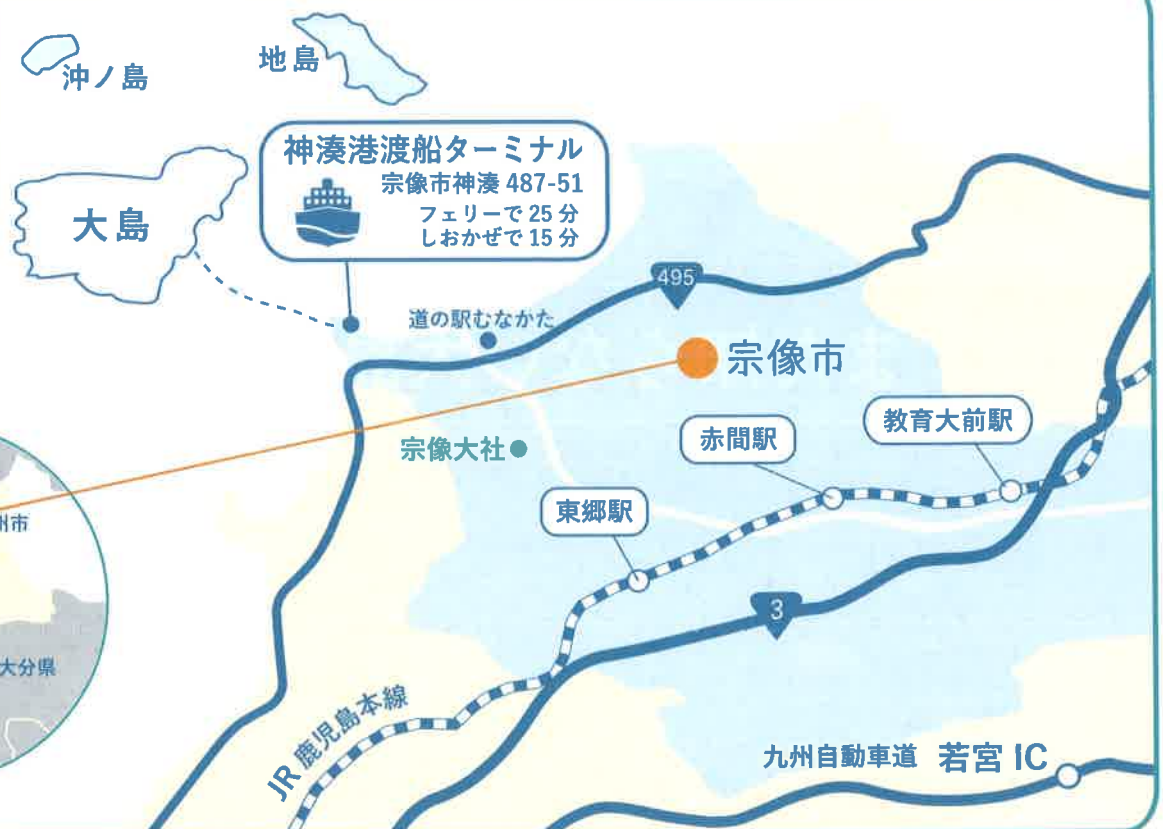 沖ノ島
地島
神湊港渡船ターミナル
宗像市神湊 487-51
フェリーで 25 分
しおかぜで 15 分
大島
495
道の駅むなかた
宗像市
宗像大社
赤間駅
教育大前駅
東郷駅
州市
3
大分県
JR 鹿児島本線
九州自動車道 若宮 IC